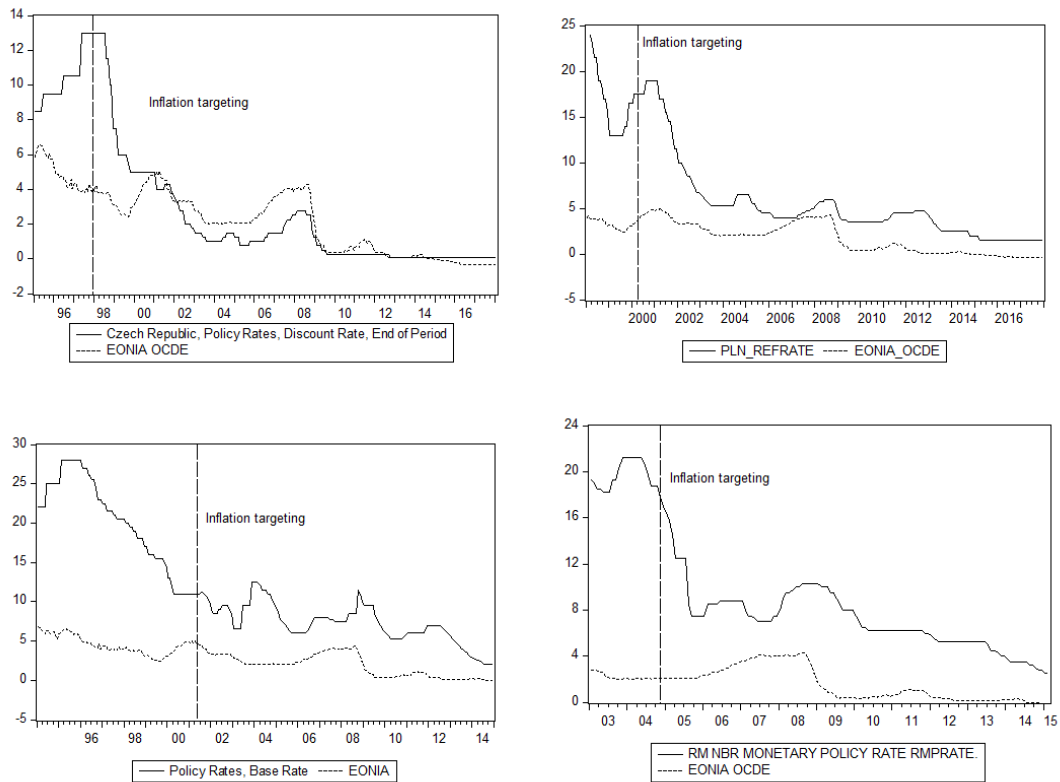 14
12
10
8
6
4
2
0
-2
Inflation targeting
96 98 00 02 04 06 08 10 12 14 16
Czech Republic, Policy Rates, Discount Rate, End of Period
EONIA OCDE
25
20
15
10
5
0
-5
Inflation targeting
2000 2002 2004 2006 2008 2010 2012 2014 2016
PLN_REFRATE EONIA_OCDE
30
25
20
15
10
5
0
-5
Inflation targeting
96 98 00 02 04 06 08 10 12 14
Policy Rates, Base Rate EONIA
24
20
16
12
8
4
0
Inflation targeting
03 04 05 06 07 08 09 10 11 12 13 14 15
RM NBR MONETARY POLICY RATE RMPRATE.
EONIA OCDE